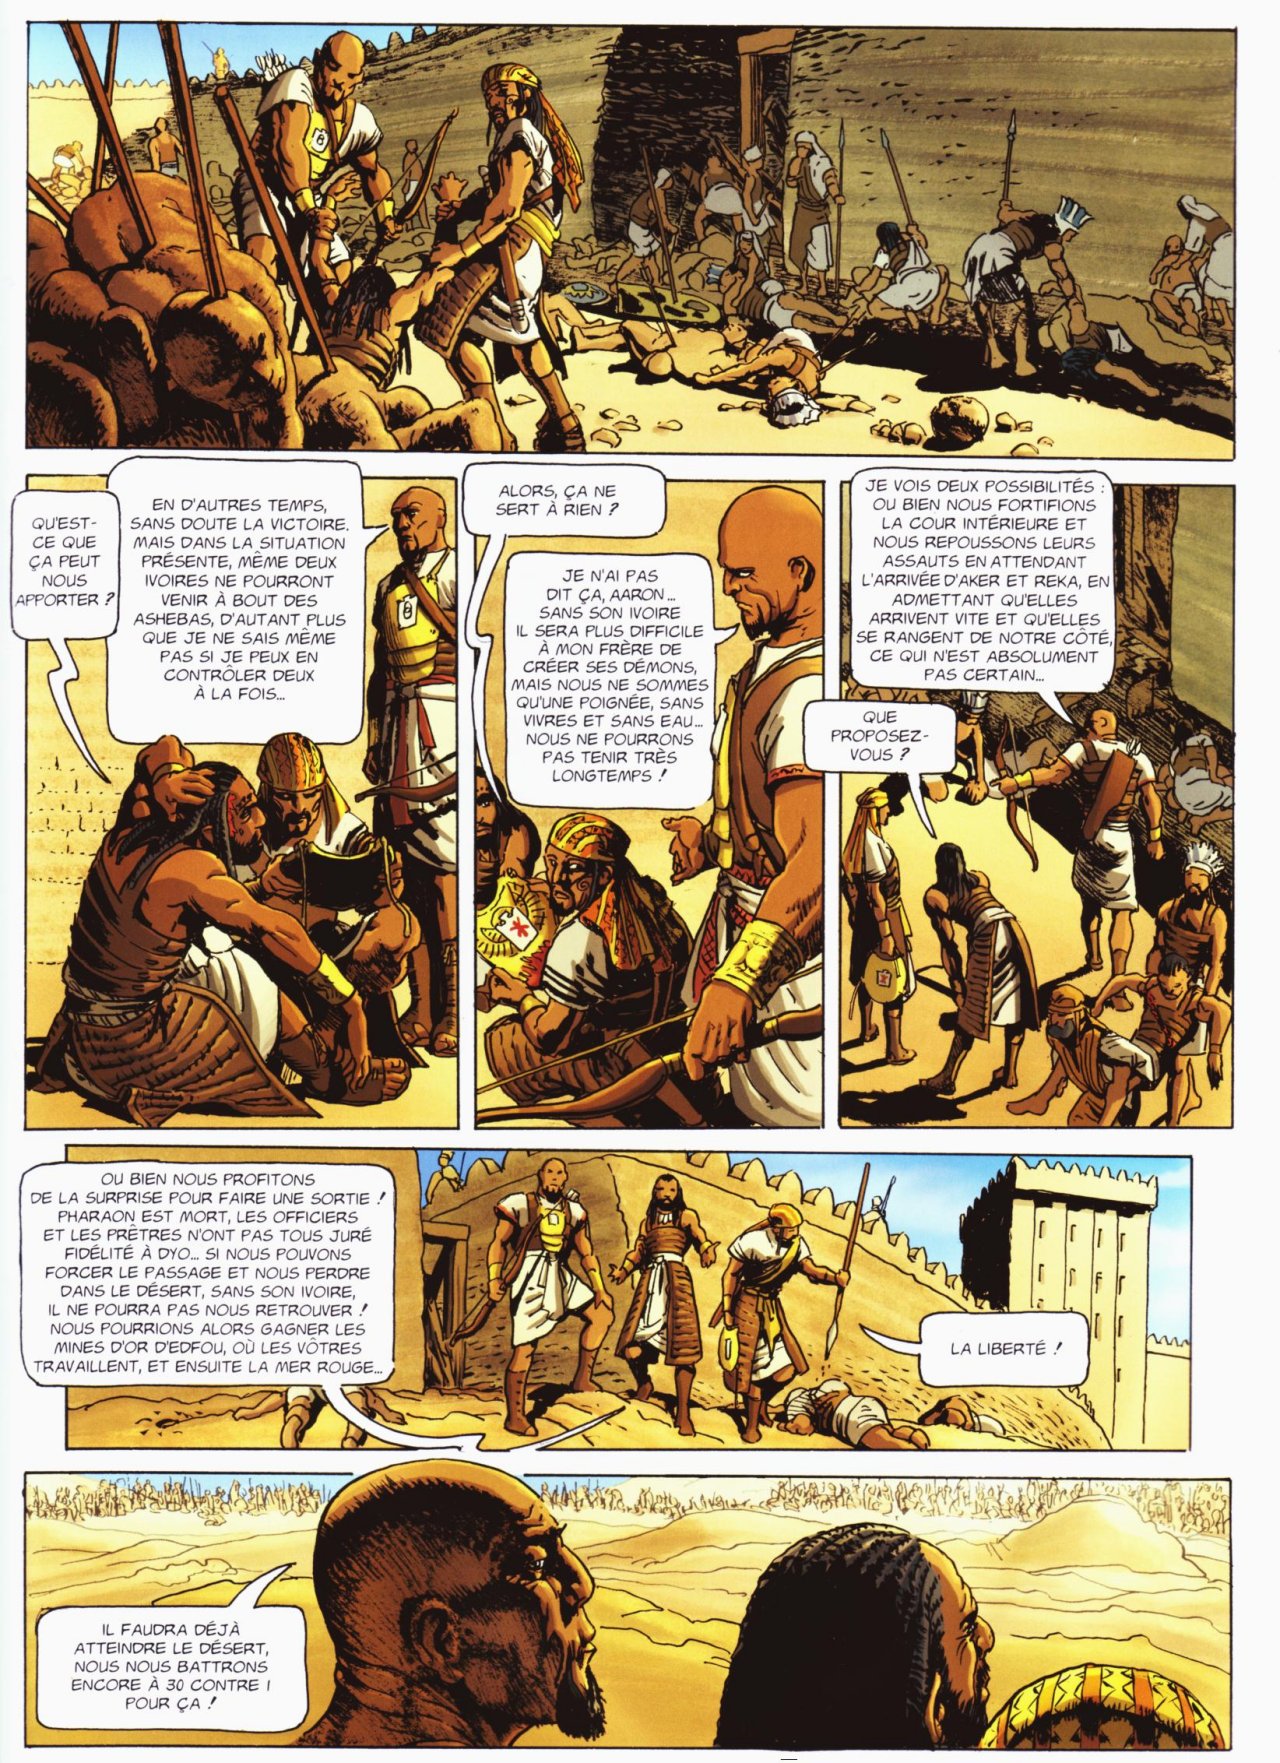 QU'EST-
CE QUE
ÇA PEUT
NOUS
APPORTER ?
EN D'AUTRES TEMPS,
SANS DOUTE LA VICTOIRE.
MAIS DANS LA SITUATION
PRÉSENTE, MÊME DEUX
IVOIRES NE POURRONT
VENIR À BOUT DES
ASHEBAS, D'AUTANT PLUS
QUE JE NE SAIS MÊME
PAS SI JE PEUX EN
CONTRÔLER DEUX
À LA FOIS...
ALORS, ÇA NE
SERT À RIEN ?
JE N'AI PAS
DIT ÇA, AARON...
SANS SON IVOIRE
IL SERA PLUS DIFFICILE
À MON FRÈRE DE
CRÉER SES DÉMONS,
MAIS NOUS NE SOMMES
QU'UNE POIGNÉE, SANS
VIVRES ET SANS EAU...
NOUS NE POURRONS
PAS TENIR TRÈS
LONGTEMPS !
JE VOIS DEUX POSSIBILITÉS :
OU BIEN NOUS FORTIFIONS
LA COUR INTÉRIEURE ET
NOUS REPOUSSONS LEURS
ASSAUTS EN ATTENDANT
L'ARRIVÉE D'AKER ET REKA, EN
ADMETTANT QU'ELLES
ARRIVENT VITE ET QU'ELLES
SE RANGENT DE NOTRE CÔTÉ,
CE QUI N'EST ABSOLUMENT
PAS CERTAIN...
QUE
PROPOSEZ-
VOUS ?
OU BIEN NOUS PROFITONS
DE LA SURPRISE POUR FAIRE UNE SORTIE !
PHARAON EST MORT, LES OFFICIERS
ET LES PRÊTRES N'ONT PAS TOUS JURÉ
FIDÉLITÉ À DYO... SI NOUS POUVONS
FORCER LE PASSAGE ET NOUS PERDRE
DANS LE DÉSERT, SANS SON IVOIRE,
IL NE POURRA PAS NOUS RETROUVER !
NOUS POURRIONS ALORS GAGNER LES
MINES D'OR D'EDFOU, OÙ LES VÔTRES
TRAVAILLENT, ET ENSUITE LA MER ROUGE...
LA LIBERTÉ !
IL FAUDRA DÉJÀ
ATTEINDRE LE DÉSERT,
NOUS NOUS BATTRONS
ENCORE À 30 CONTRE 1
POUR ÇA !